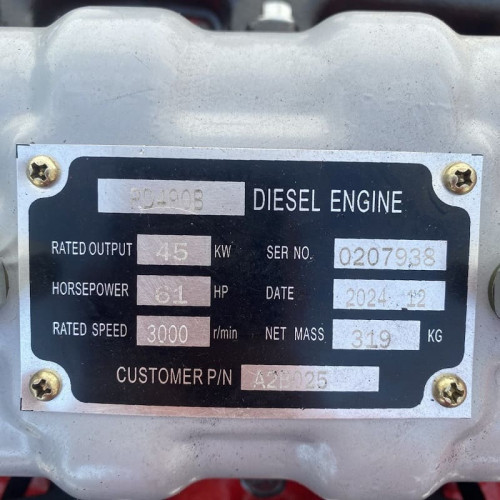 DIESEL ENGINE
RATED OUTPUT 45 KW SER NO. 0207938
HORSEPOWER 61 HP DATE 2024 12
RATED SPEED 3000 r/min NET MASS 319 KG
CUSTOMER P/N